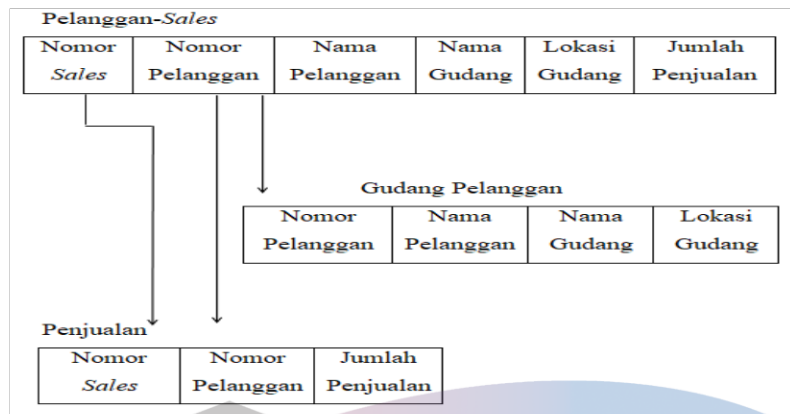 Pelanggan-Sales
Nomor Nomor Nama Nama Lokasi Jumlah
Sales Pelanggan Pelanggan Gudang Gudang Penjualan
Gudang Pelanggan
Nomor Nama Nama Lokasi
Pelanggan Pelanggan Gudang Gudang
Penjualan
Nomor Nomor Jumlah
Sales Pelanggan Penjualan